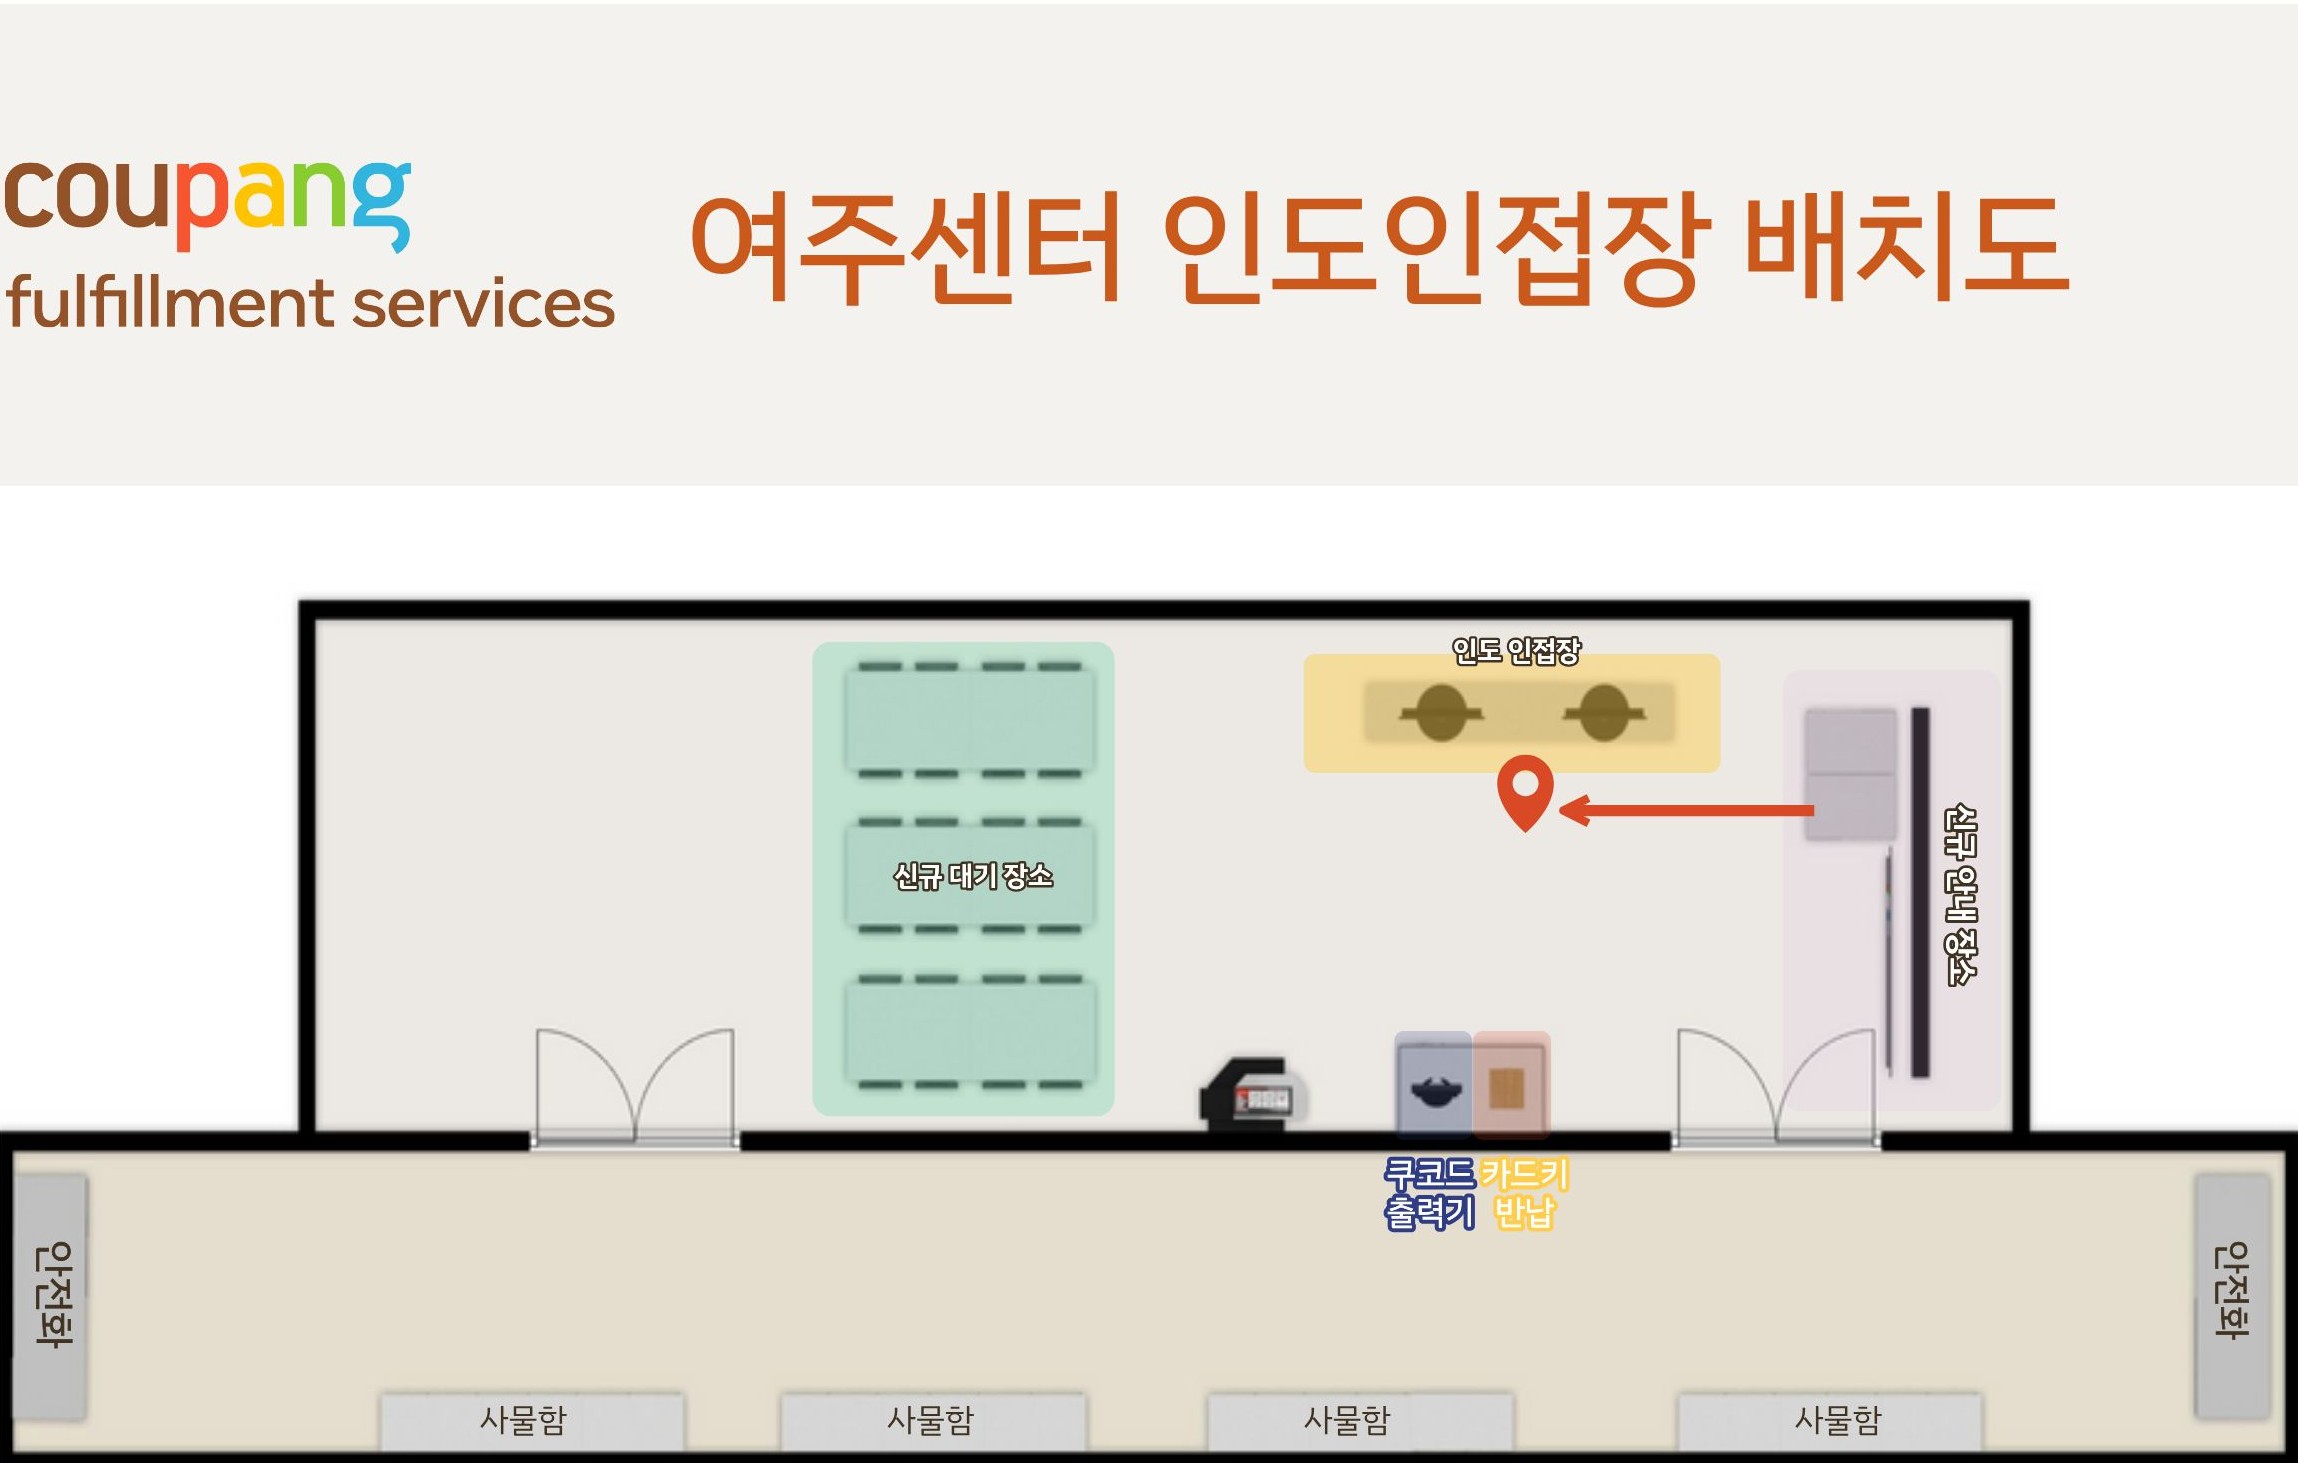 coupang
fulfillment services
여주센터 인도인접장 배치도
인도 인접장
신규 대기 장소
신규 안내 장소
쿠코드 카드키
출력기 반납
안전화
안전화
사물함
사물함
사물함
사물함